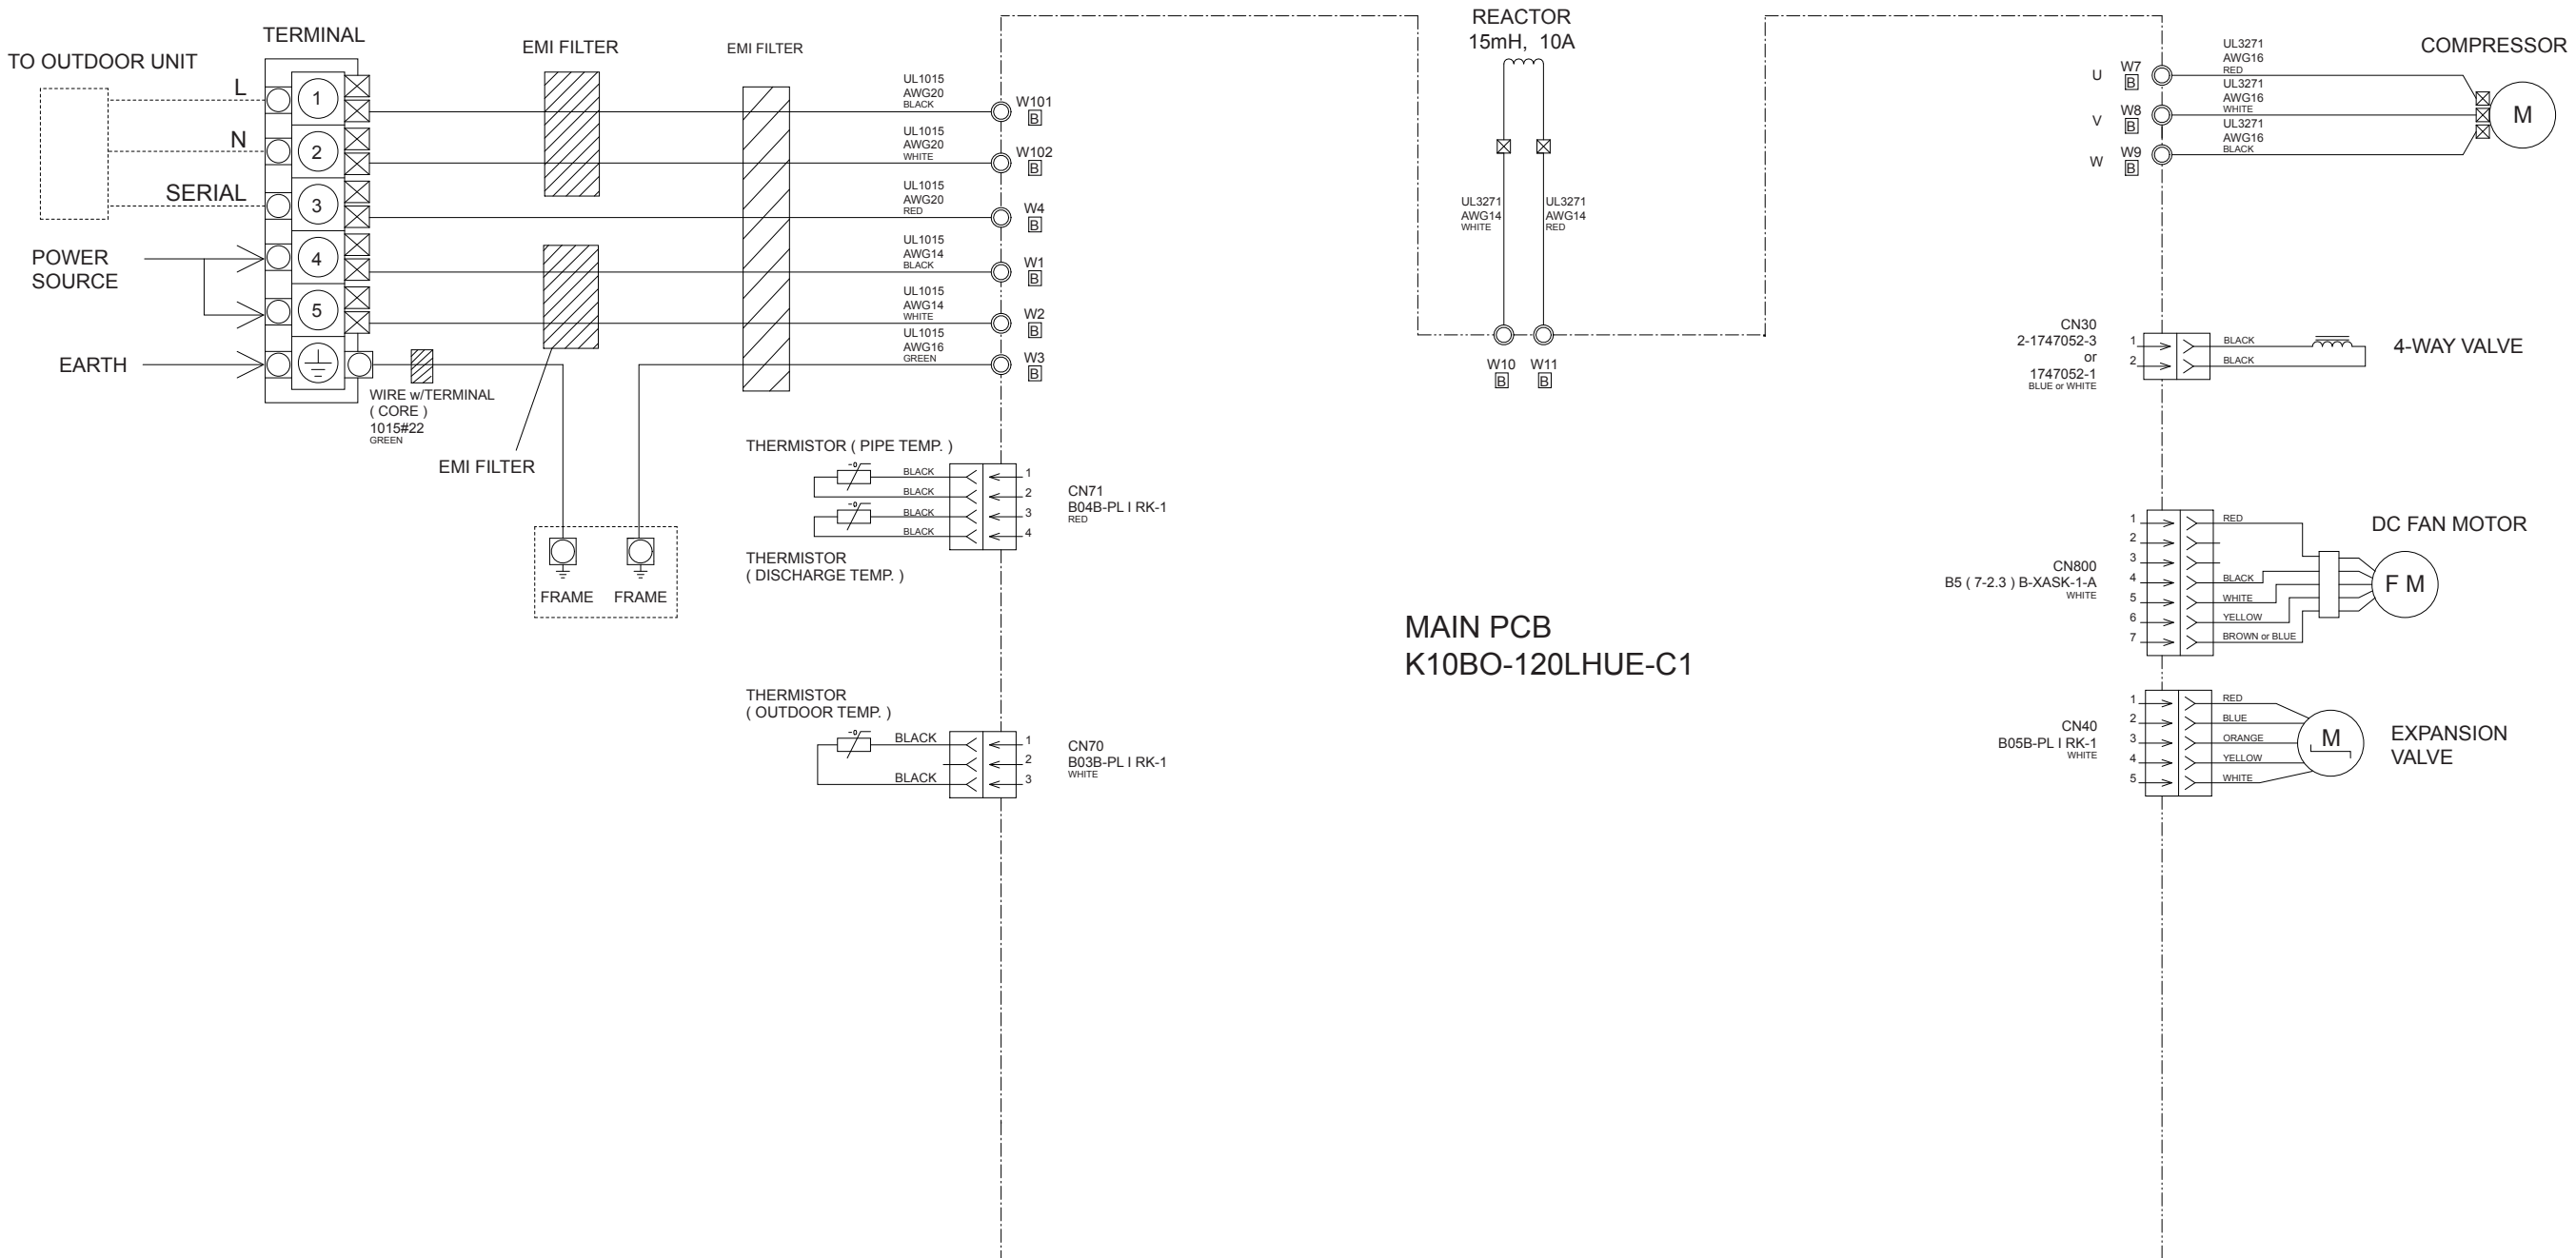 TO OUTDOOR UNIT
TERMINAL
L
N
SERIAL
POWER
SOURCE
EARTH
1
2
3
4
5
EMI FILTER
EMI FILTER
WIRE w/TERMINAL
( CORE )
1015#22
GREEN
EMI FILTER
FRAME
FRAME
UL1015
AWG20
BLACK
W101
B
UL1015
AWG20
WHITE
W102
B
UL1015
AWG20
RED
W4
B
UL1015
AWG14
BLACK
W1
B
UL1015
AWG14
WHITE
W2
B
UL1015
AWG16
GREEN
W3
B
THERMISTOR ( PIPE TEMP. )
BLACK
BLACK
BLACK
BLACK
1
2
3
4
CN71
B04B-PL I RK-1
RED
THERMISTOR
( DISCHARGE TEMP. )
THERMISTOR
( OUTDOOR TEMP. )
BLACK
BLACK
1
2
3
CN70
B03B-PL I RK-1
WHITE
REACTOR
15mH, 10A
UL3271
AWG14
WHITE
UL3271
AWG14
RED
W10
B
W11
B
MAIN PCB
K10BO-120LHUE-C1
U
W7
B
UL3271
AWG16
RED
V
W8
B
UL3271
AWG16
WHITE
W
W9
B
UL3271
AWG16
BLACK
COMPRESSOR
M
CN30
2-1747052-3
or
1747052-1
BLUE or WHITE
1
2
BLACK
BLACK
4-WAY VALVE
CN800
B5 ( 7-2.3 ) B-XASK-1-A
WHITE
1
2
3
4
5
6
7
RED
BLACK
WHITE
YELLOW
BROWN or BLUE
DC FAN MOTOR
F M
CN40
B05B-PL I RK-1
WHITE
1
2
3
4
5
RED
BLUE
ORANGE
YELLOW
WHITE
M
EXPANSION
VALVE